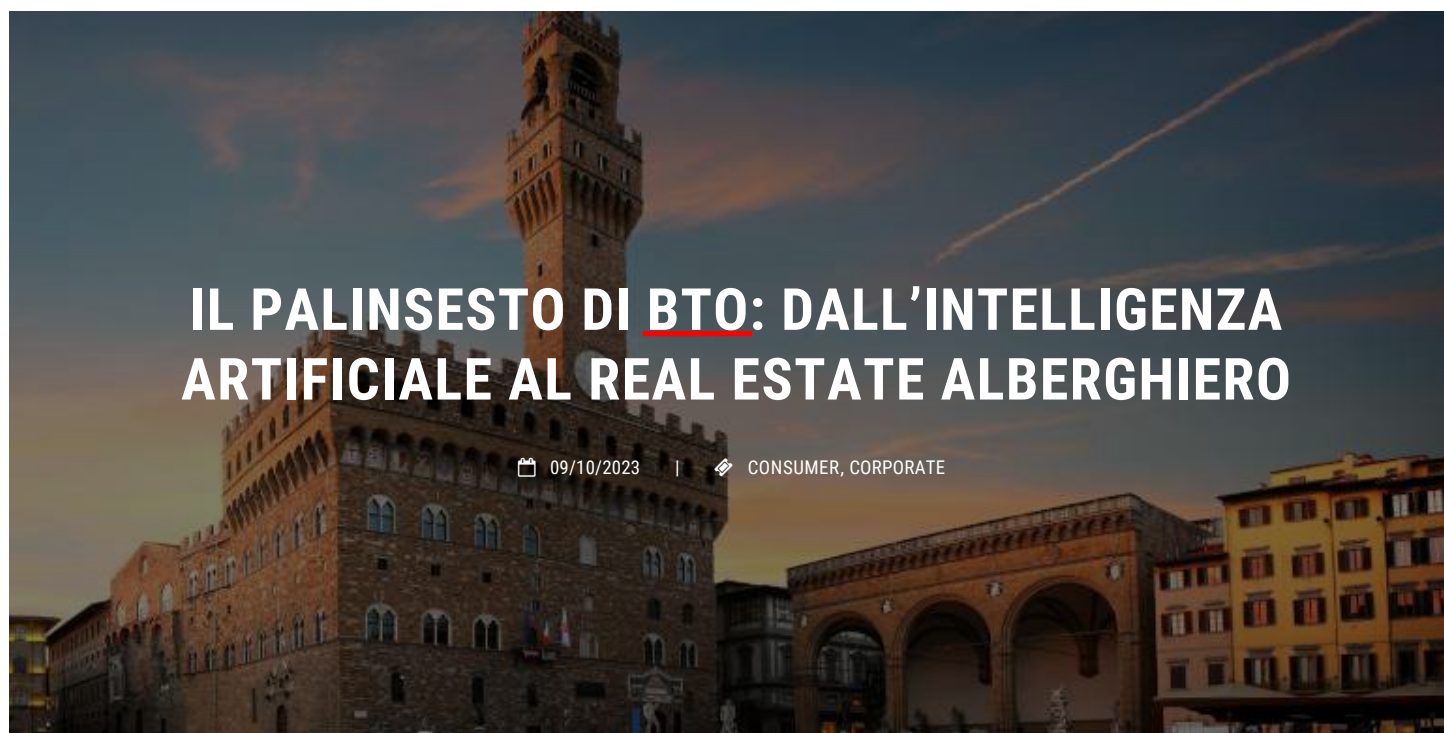 IL PALINSESTO DI BTO: DALL’INTELLIGENZA
ARTIFICIALE AL REAL ESTATE ALBERGHIERO
09/10/2023 | CONSUMER, CORPORATE